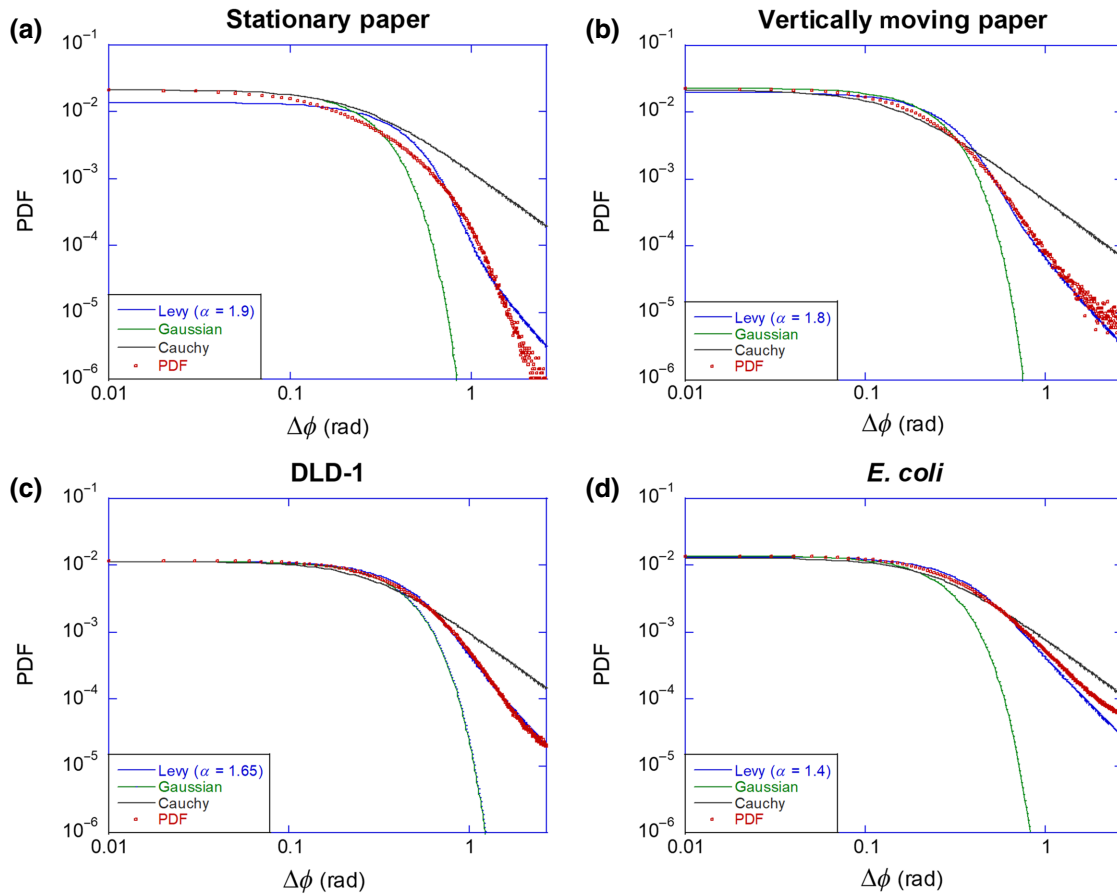 Stationary paper
(a)
10⁻¹
10⁻²
10⁻³
10⁻⁴
10⁻⁵
10⁻⁶
PDF
Levy (α = 1.9)
Gaussian
Cauchy
PDF
0.01
0.1
1
Δϕ (rad)
Vertically moving paper
(b)
10⁻¹
10⁻²
10⁻³
10⁻⁴
10⁻⁵
10⁻⁶
PDF
Levy (α = 1.8)
Gaussian
Cauchy
PDF
0.01
0.1
1
Δϕ (rad)
DLD-1
(c)
10⁻¹
10⁻²
10⁻³
10⁻⁴
10⁻⁵
10⁻⁶
PDF
Levy (α = 1.65)
Gaussian
Cauchy
PDF
0.01
0.1
1
Δϕ (rad)
E. coli
(d)
10⁻¹
10⁻²
10⁻³
10⁻⁴
10⁻�5
10⁻⁶
PDF
Levy (α = 1.4)
Gaussian
Cauchy
PDF
0.01
0.1
1
Δϕ (rad)